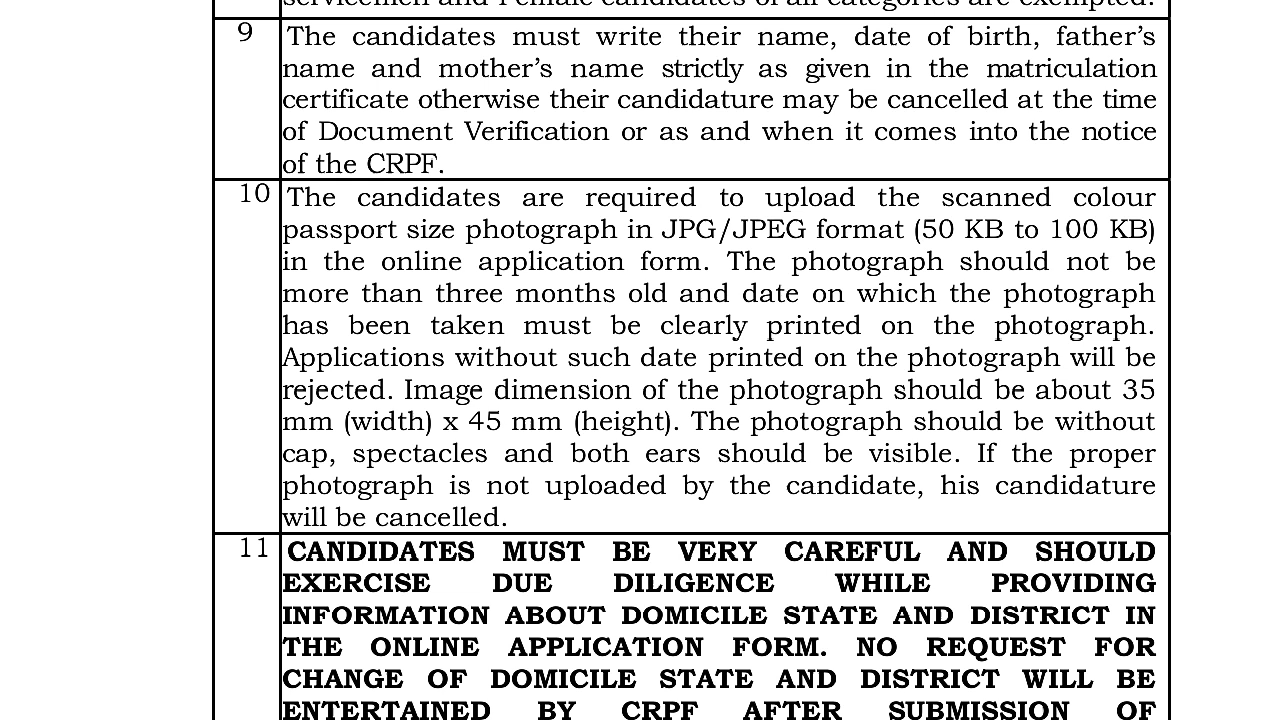 servicemen and Female candidates of all categories are exempted.
9
The candidates must write their name, date of birth, father’s
name and mother’s name strictly as given in the matriculation
certificate otherwise their candidature may be cancelled at the time
of Document Verification or as and when it comes into the notice
of the CRPF.
10
The candidates are required to upload the scanned colour
passport size photograph in JPG/JPEG format (50 KB to 100 KB)
in the online application form. The photograph should not be
more than three months old and date on which the photograph
has been taken must be clearly printed on the photograph.
Applications without such date printed on the photograph will be
rejected. Image dimension of the photograph should be about 35
mm (width) x 45 mm (height). The photograph should be without
cap, spectacles and both ears should be visible. If the proper
photograph is not uploaded by the candidate, his candidature
will be cancelled.
11
CANDIDATES MUST BE VERY CAREFUL AND SHOULD
EXERCISE DUE DILIGENCE WHILE PROVIDING
INFORMATION ABOUT DOMICILE STATE AND DISTRICT IN
THE ONLINE APPLICATION FORM. NO REQUEST FOR
CHANGE OF DOMICILE STATE AND DISTRICT WILL BE
ENTERTAINED BY CRPF AFTER SUBMISSION OF